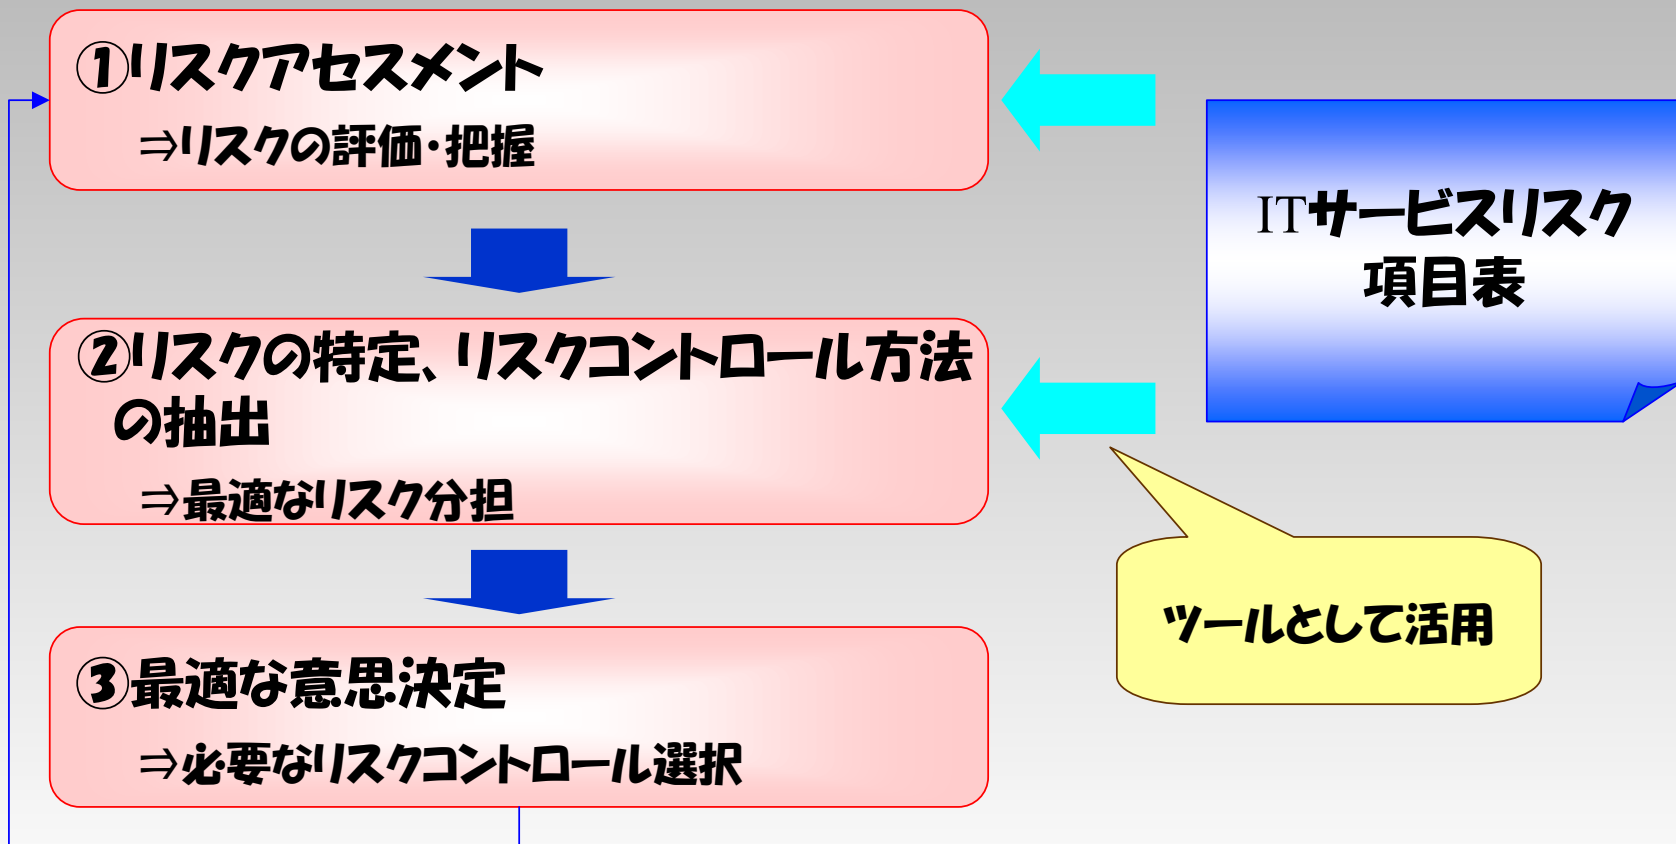 ①リスクアセスメント
⇒リスクの評価・把握
ITサービスリスク
項目表
②リスクの特定、リスクコントロール方法
の抽出
⇒最適なリスク分担
ツールとして活用
③最適な意思決定
⇒必要なリスクコントロール選択